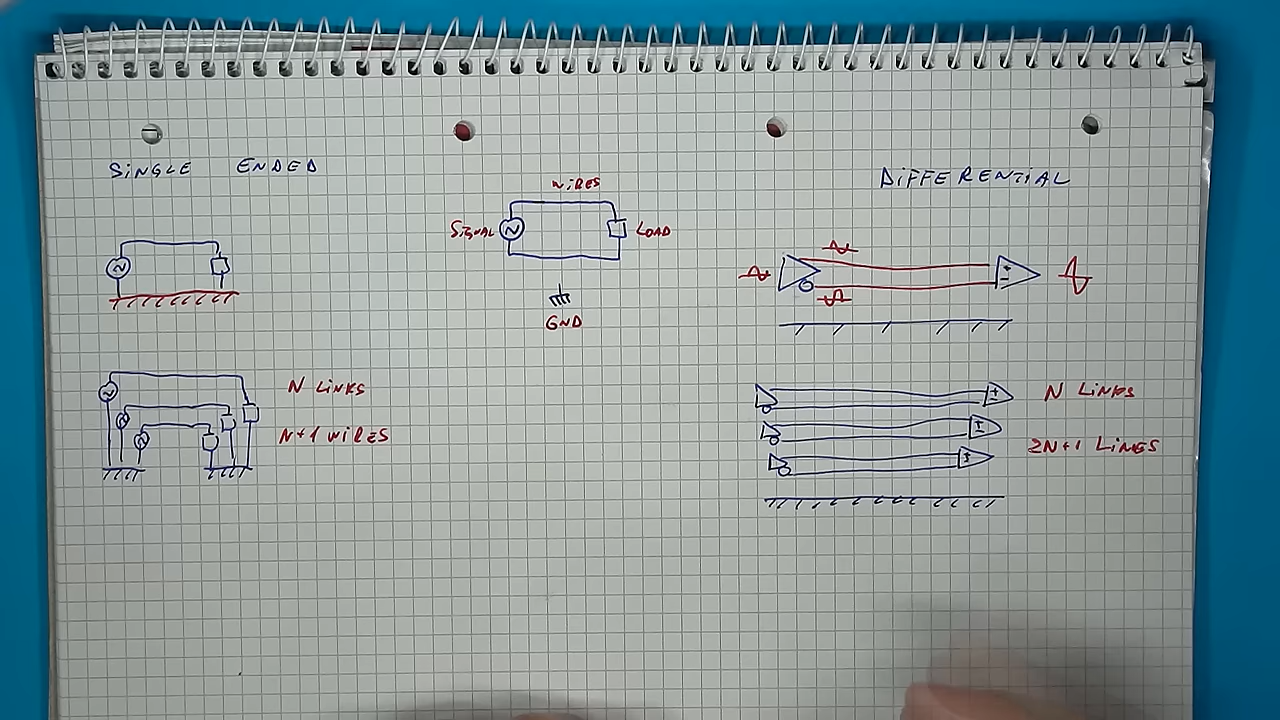 SINGLE ENDED
WIRES
SIGNAL
LOAD
GND
DIFFERENTIAL
N LINKS
N+1 WIRES
N LINKS
2N+1 LINES